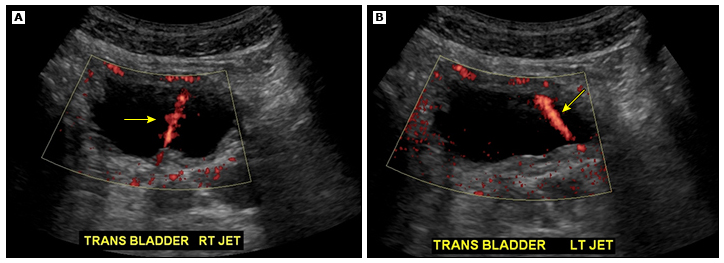 A
TRANS BLADDER RT JET
B
TRANS BLADDER LT JET